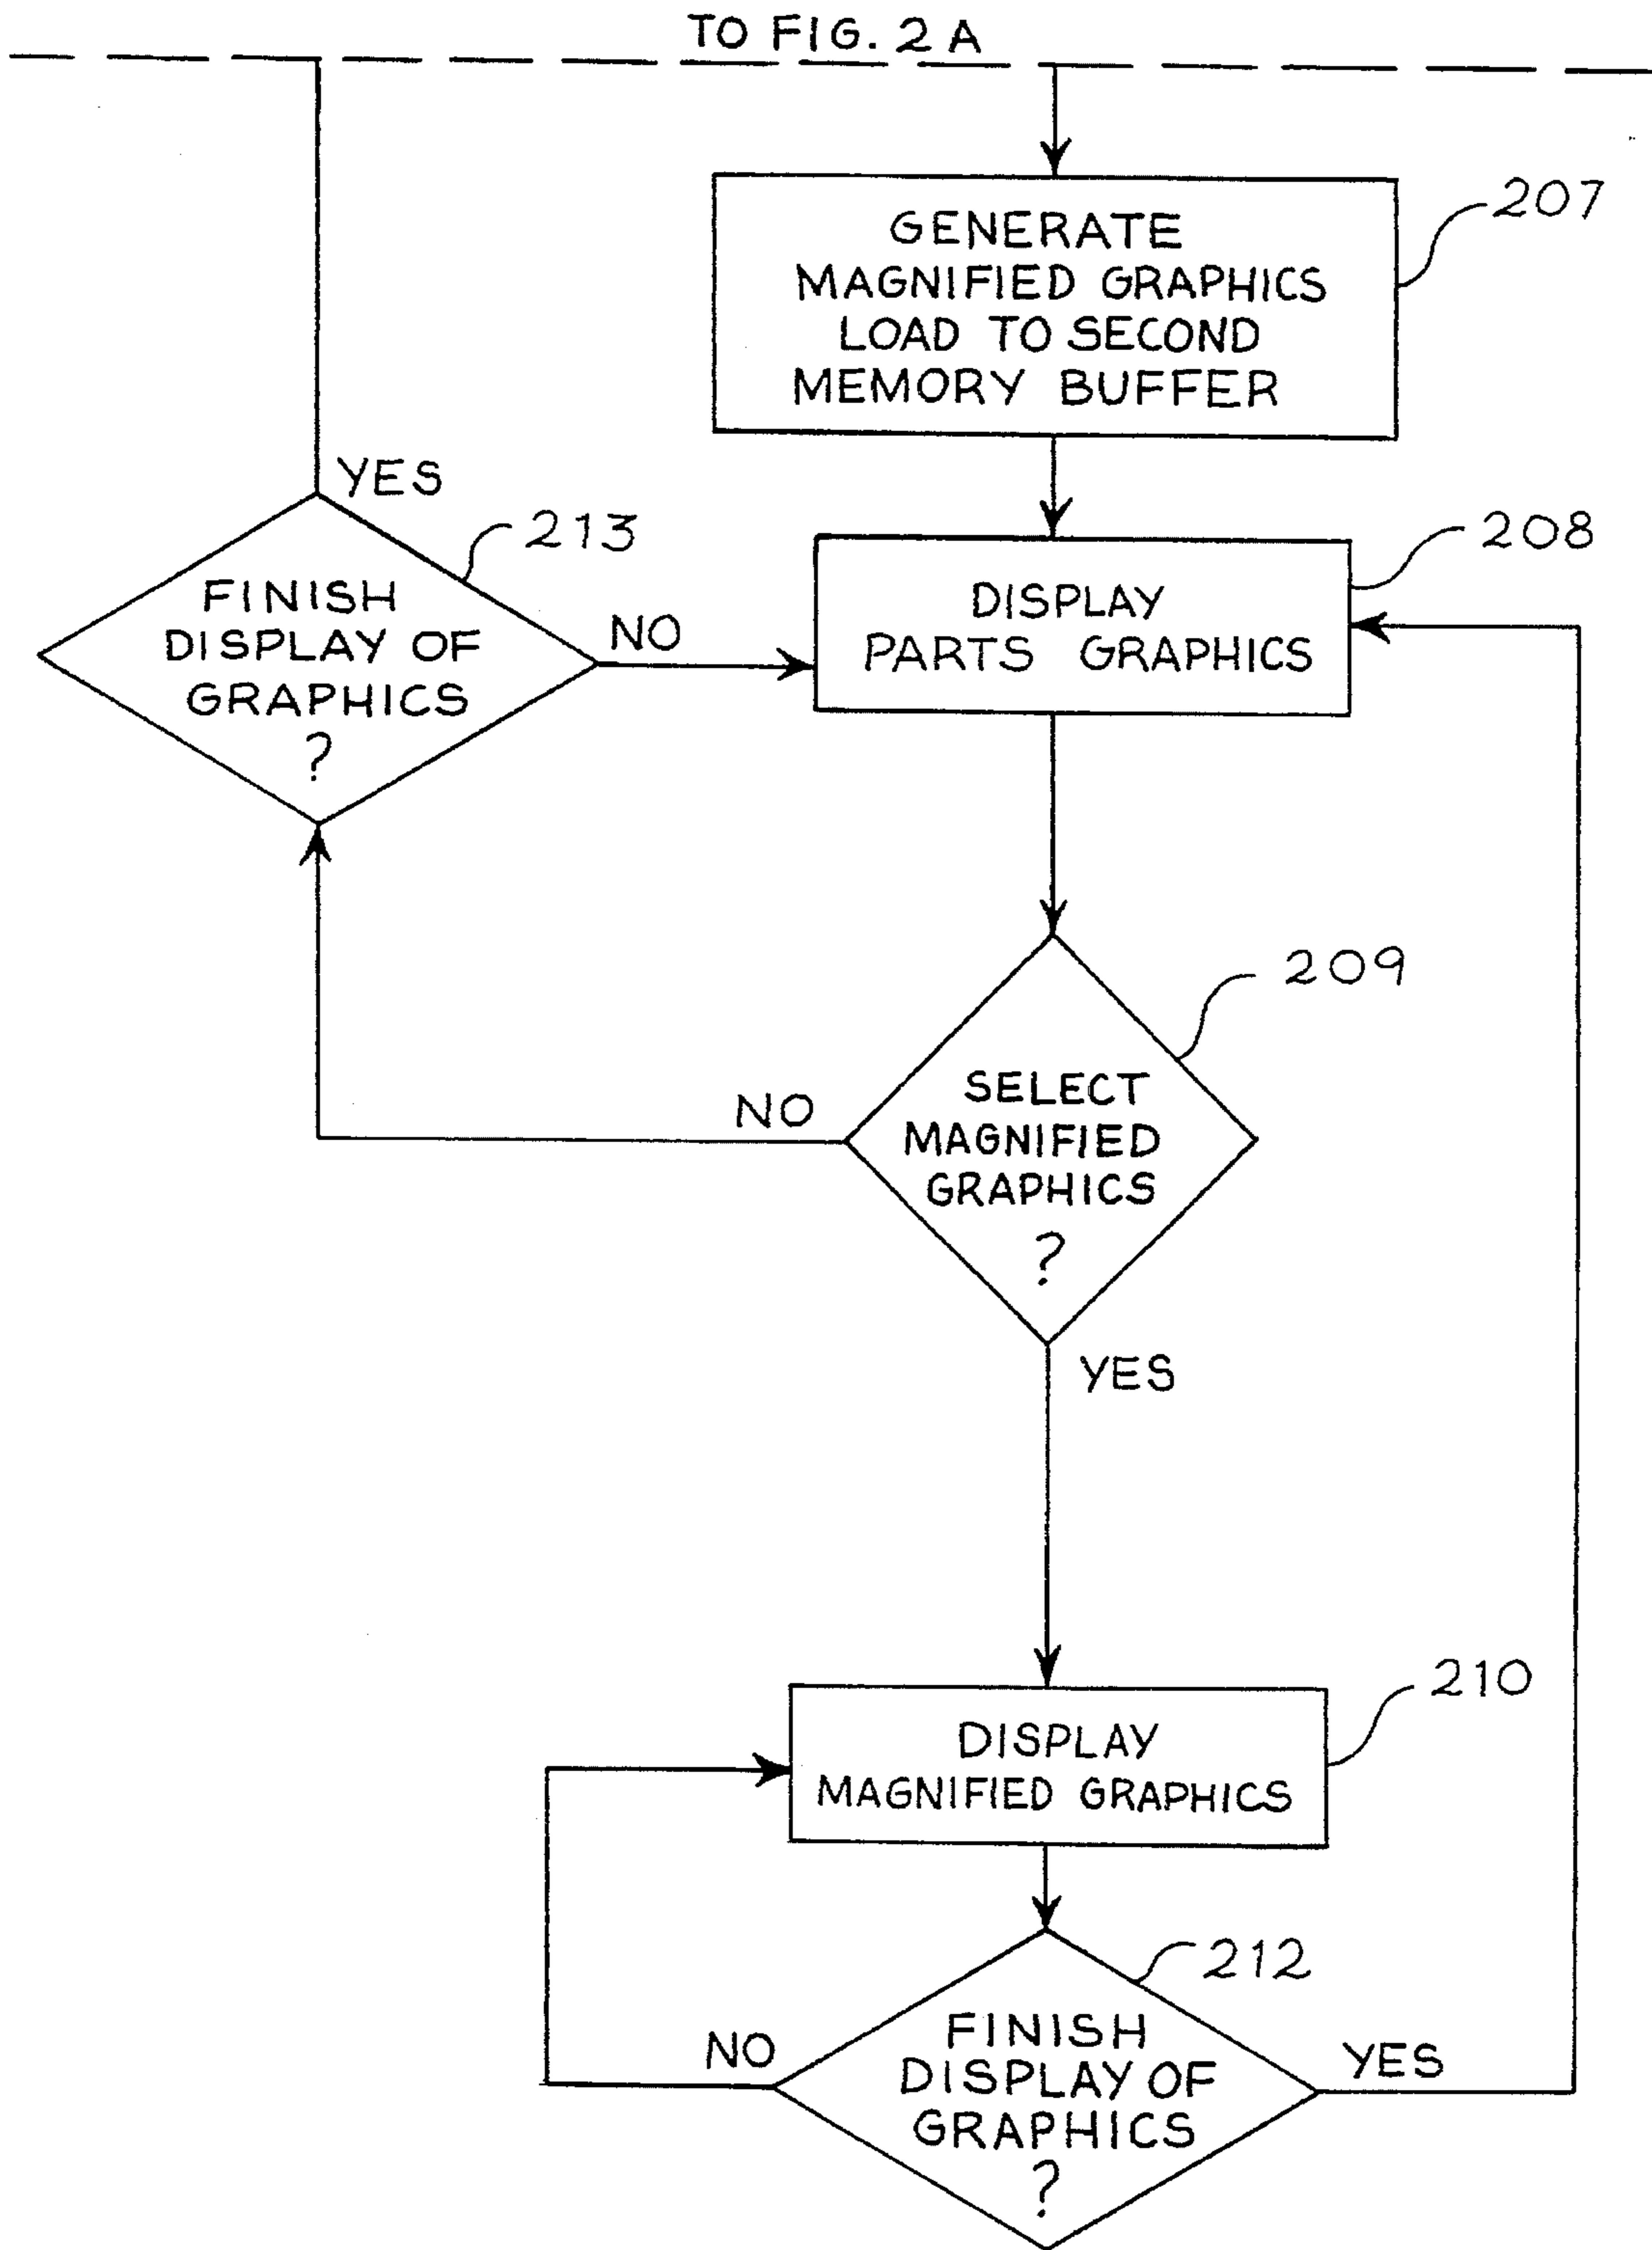 TO FIG. 2A
207
GENERATE
MAGNIFIED GRAPHICS
LOAD TO SECOND
MEMORY BUFFER
YES
213
208
FINISH
DISPLAY OF
GRAPHICS
?
NO
DISPLAY
PARTS GRAPHICS
209
NO
SELECT
MAGNIFIED
GRAPHICS
?
YES
210
DISPLAY
MAGNIFIED GRAPHICS
212
NO
FINISH
DISPLAY OF
GRAPHICS
?
YES